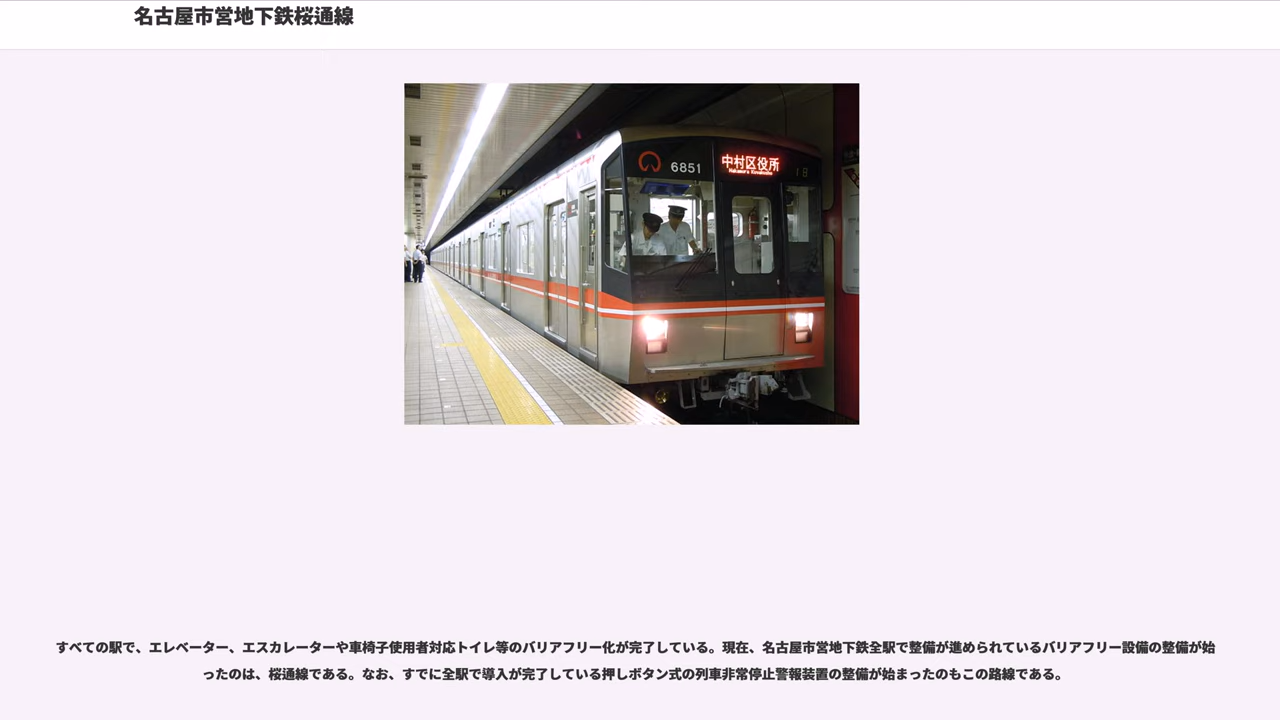 名古屋市営地下鉄桜通線
6851
中村区役所
Nakamura Kuyakusho
18
すべての駅で、エレベーター、エスカレーターや車椅子使用者対応トイレ等のバリアフリー化が完了している。現在、名古屋市営地下鉄全駅で整備が進められているバリアフリー設備の整備が始
ったのは、桜通線である。なお、すでに全駅で導入が完了している押しボタン式の列車非常停止警報装置の整備が始まったのもこの路線である。